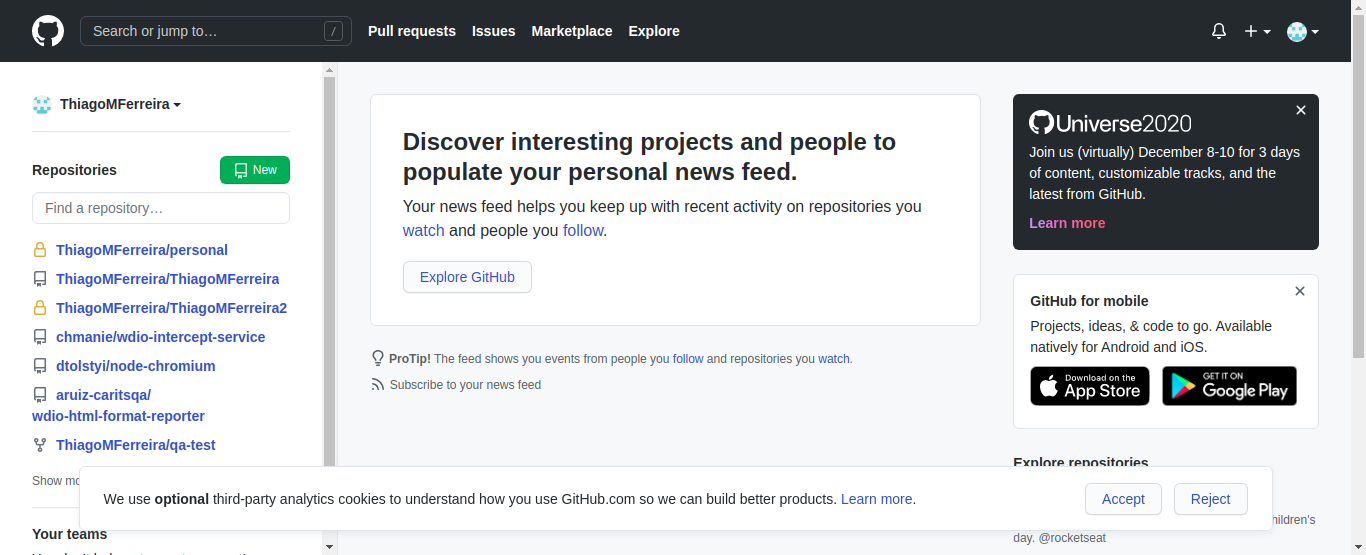 Search or jump to…
/
Pull requests
Issues
Marketplace
Explore
ThiagoMFerreira
Repositories
New
Find a repository…
ThiagoMFerreira/personal
ThiagoMFerreira/ThiagoMFerreira
ThiagoMFerreira/ThiagoMFerreira2
chmanie/wdio-intercept-service
dtolstyi/node-chromium
aruiz-caritsqa/
wdio-html-format-reporter
ThiagoMFerreira/qa-test
Show
Your teams
Discover interesting projects and people to
populate your personal news feed.
Your news feed helps you keep up with recent activity on repositories you
watch and people you follow.
Explore GitHub
ProTip! The feed shows you events from people you follow and repositories you watch.
Subscribe to your news feed
Universe2020
Join us (virtually) December 8-10 for 3 days
of content, customizable tracks, and the
latest from GitHub.
Learn more
GitHub for mobile
Projects, ideas, & code to go. Available
natively for Android and iOS.
Download on the
App Store
GET IT ON
Google Play
Explore repositories
day. @rocketseat
We use optional third-party analytics cookies to understand how you use GitHub.com so we can build better products. Learn more.
Accept
Reject